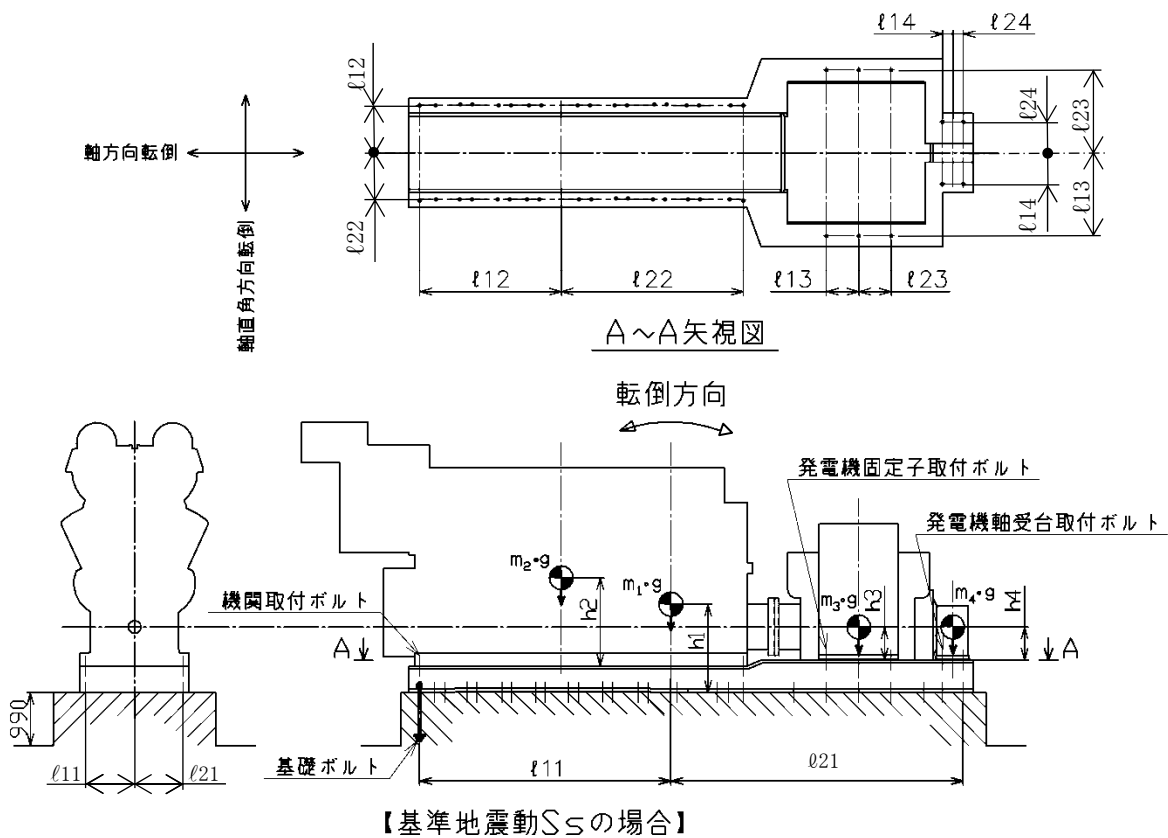 ℓ14 ℓ24
ℓ12
ℓ24
ℓ23
軸方向転倒
軸直角方向転倒
ℓ22
ℓ14
ℓ13
ℓ12 ℓ22 ℓ13 ℓ23
A～A矢視図
転倒方向
発電機固定子取付ボルト
発電機軸受台取付ボルト
m₂・g
機関取付ボルト
h2
m₁・g
h1
m₃・g
h3
m₄・g
h4
A A
990
基礎ボルト
ℓ11 ℓ21
ℓ11 ℓ21
【基準地震動Ssの場合】